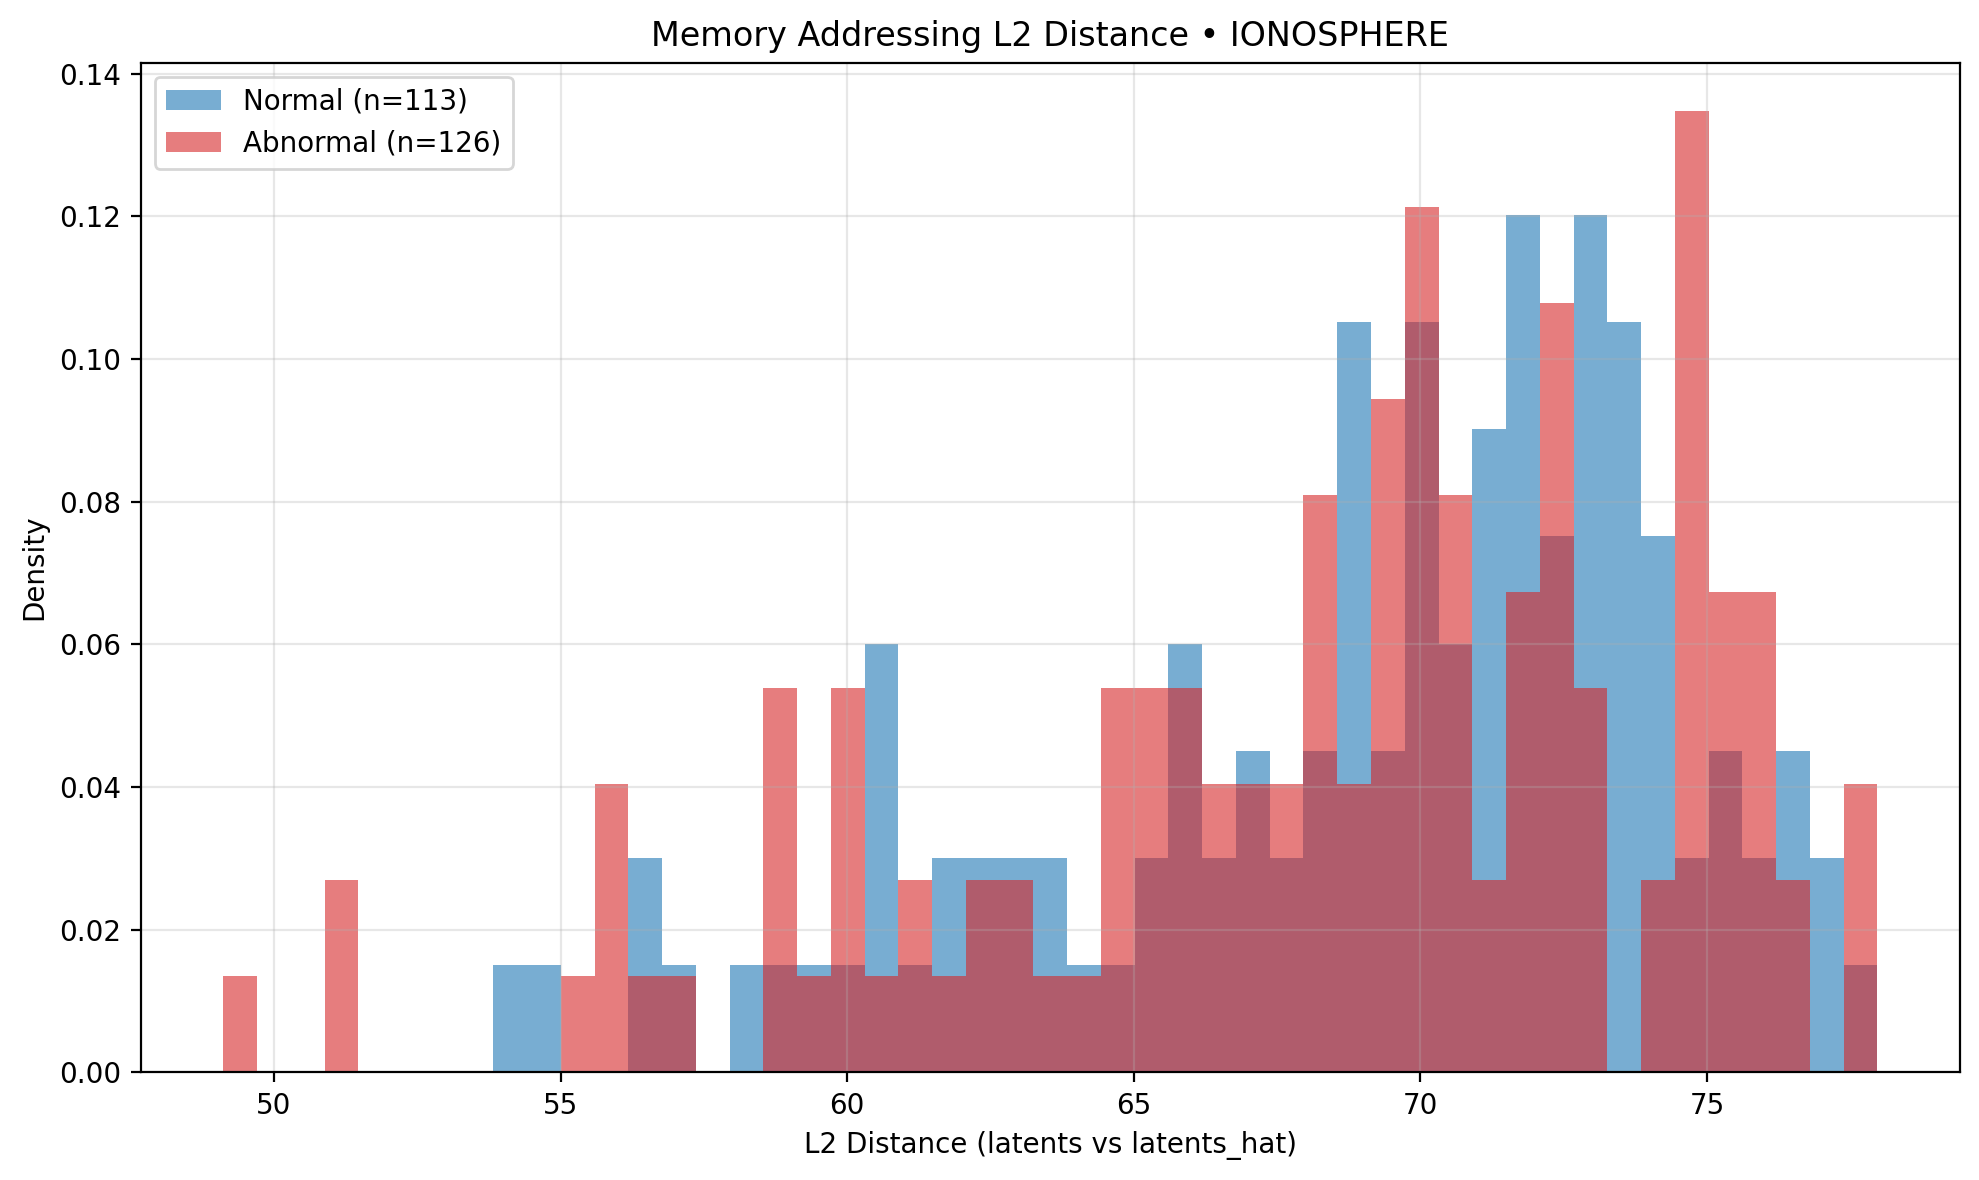 Memory Addressing L2 Distance • IONOSPHERE
Normal (n=113)
Abnormal (n=126)
0.14
0.12
0.10
0.08
0.06
0.04
0.02
0.00
Density
50 55 60 65 70 75
L2 Distance (latents vs latents_hat)